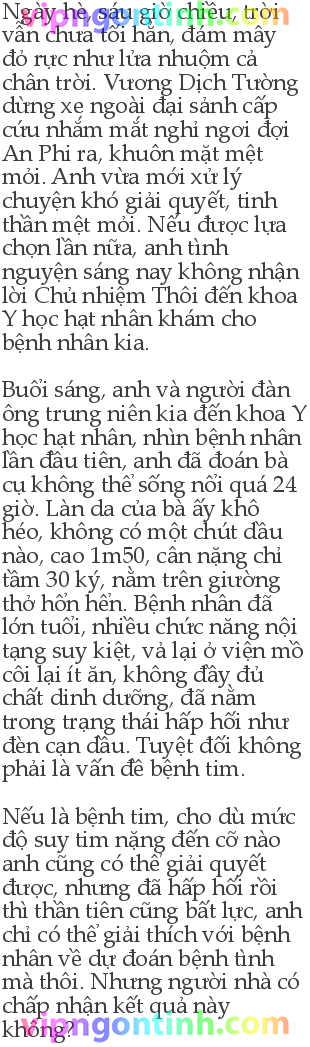 Ngày hè, sáu giờ chiều, trời
vẫn chưa tối hẳn, đám mây
đỏ rực như lửa nhuộm cả
chân trời. Vương Dịch Tường
dừng xe ngoài đại sảnh cấp
cứu nhắm mắt nghỉ ngơi đợi
An Phi ra, khuôn mặt mệt
mỏi. Anh vừa mới xử lý
chuyện khó giải quyết, tinh
thần mệt mỏi. Nếu được lựa
chọn lần nữa, anh tình
nguyện sáng nay không nhận
lời Chủ nhiệm Thôi đến khoa
Y học hạt nhân khám cho
bệnh nhân kia.
Buổi sáng, anh và người đàn
ông trung niên kia đến khoa Y
học hạt nhân, nhìn bệnh nhân
lần đầu tiên, anh đã đoán bà
cụ không thể sống nổi quá 24
giờ. Làn da của bà ấy khô
héo, không có một chút dầu
nào, cao 1m50, cân nặng chỉ
tầm 30 ký, nằm trên giường
thở hổn hển. Bệnh nhân đã
lớn tuổi, nhiều chức năng nội
tạng suy kiệt, vả lại ở viện mồ
côi lại ít ăn, không đầy đủ
chất dinh dưỡng, đã nằm
trong trạng thái hấp hối như
đèn cạn dầu. Tuyệt đối không
phải là vấn đề bệnh tim.
Nếu là bệnh tim, cho dù mức
độ suy tim nặng đến cỡ nào
anh cũng có thể giải quyết
được, nhưng đã hấp hối rồi
thì thần tiên cũng bất lực, anh
chỉ có thể giải thích với bệnh
nhân về dự đoán bệnh tình
mà thôi. Nhưng người nhà có
chấp nhận kết quả này
không?
vipngontinh.com
vipngontinh.com